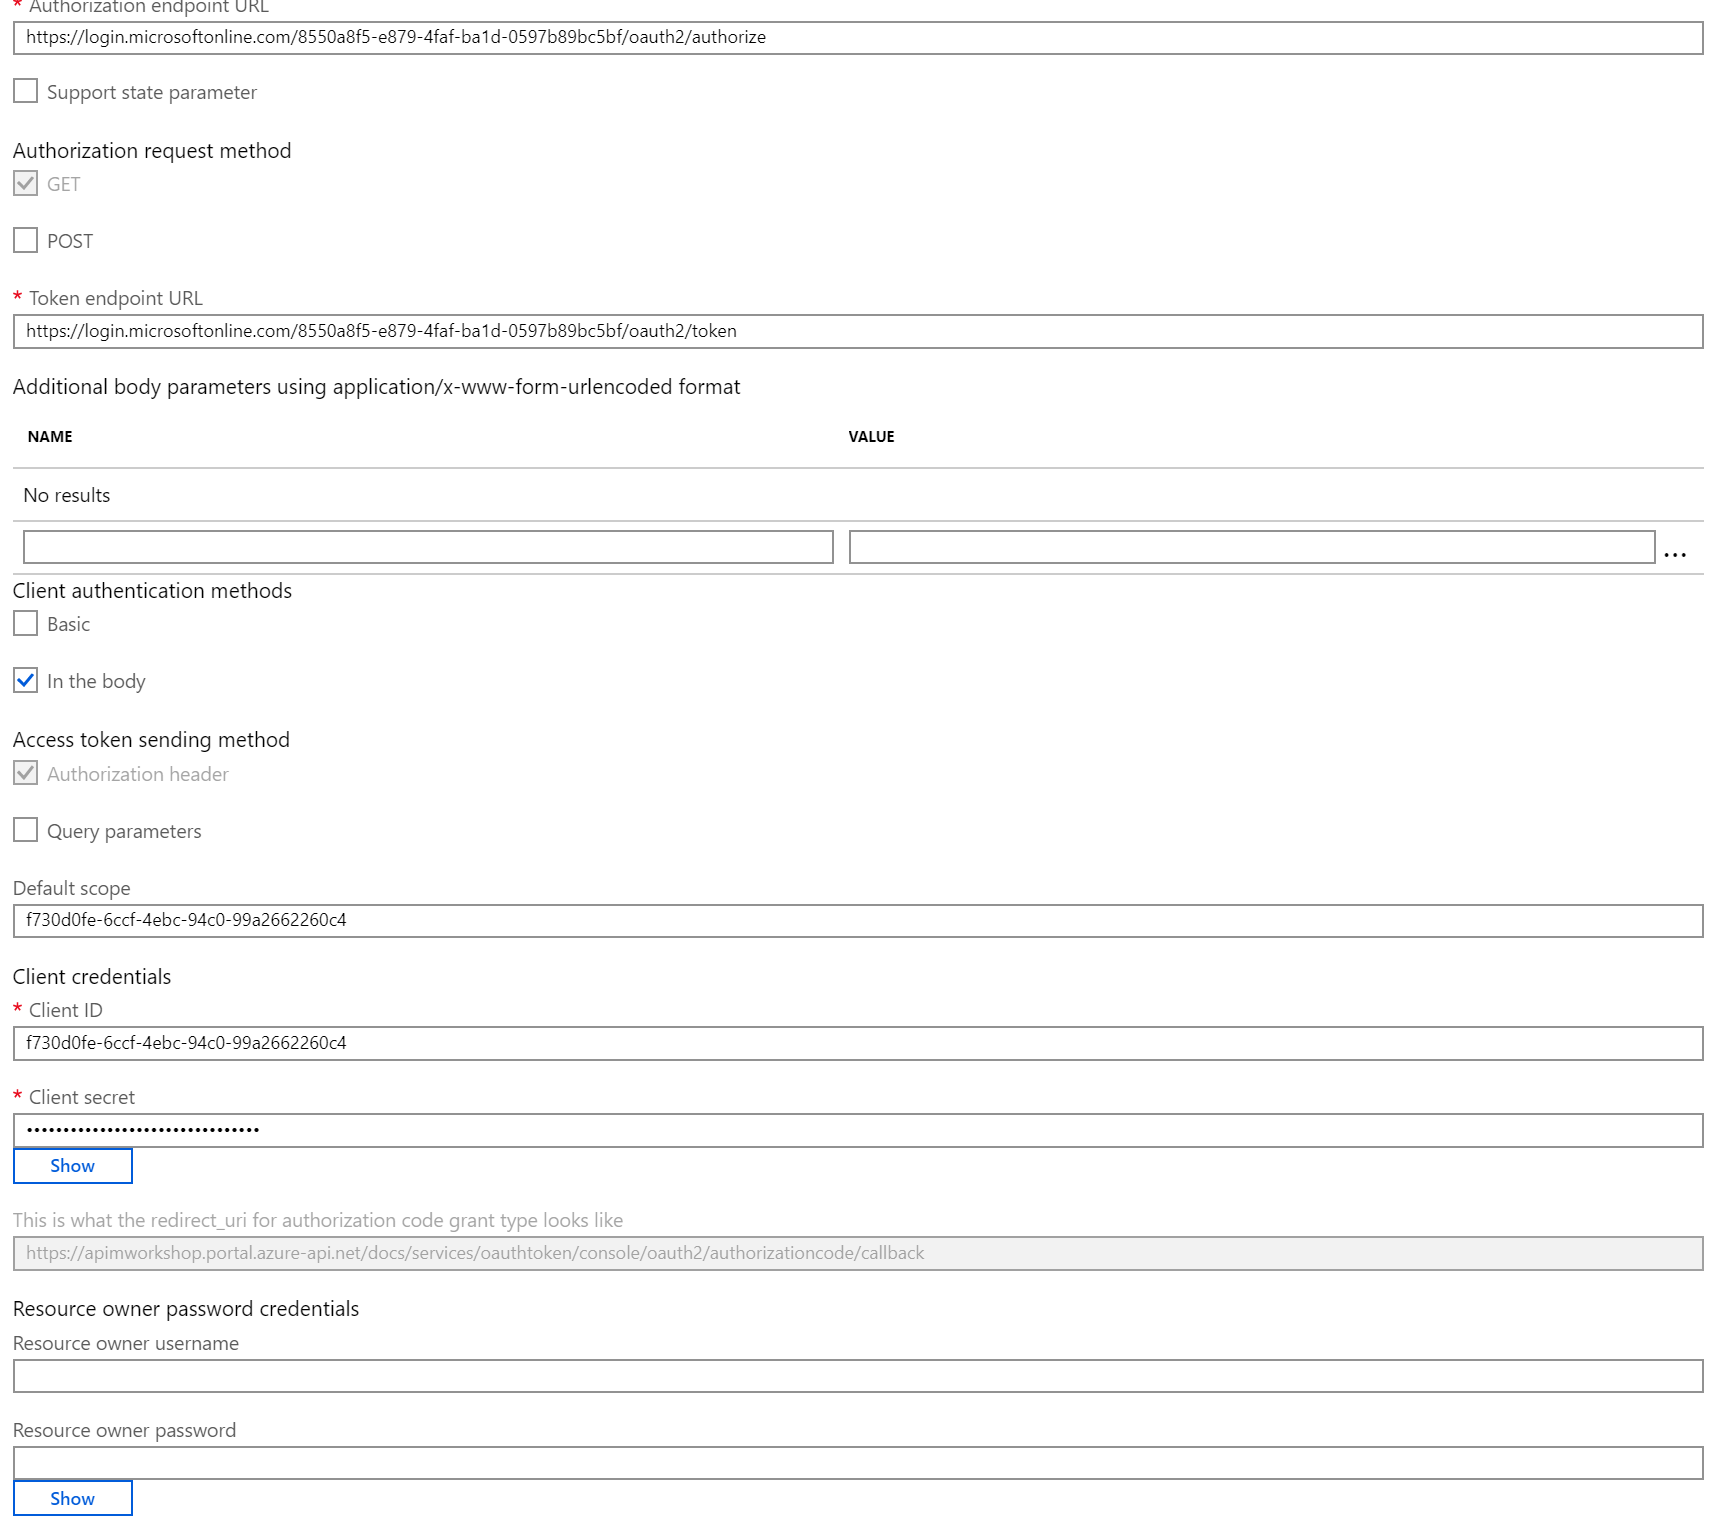 * Authorization endpoint URL
https://login.microsoftonline.com/8550a8f5-e879-4faf-ba1d-0597b89bc5bf/oauth2/authorize
Support state parameter
Authorization request method
GET
POST
* Token endpoint URL
https://login.microsoftonline.com/8550a8f5-e879-4faf-ba1d-0597b89bc5bf/oauth2/token
Additional body parameters using application/x-www-form-urlencoded format
NAME VALUE
No results
...
Client authentication methods
Basic
In the body
Access token sending method
Authorization header
Query parameters
Default scope
f730d0fe-6ccf-4ebc-94c0-99a2662260c4
Client credentials
* Client ID
f730d0fe-6ccf-4ebc-94c0-99a2662260c4
* Client secret
••••••••••••••••••••••••••••••••
Show
This is what the redirect_uri for authorization code grant type looks like
https://apimworkshop.portal.azure-api.net/docs/services/oauthtoken/console/oauth2/authorizationcode/callback
Resource owner password credentials
Resource owner username
Resource owner password
Show